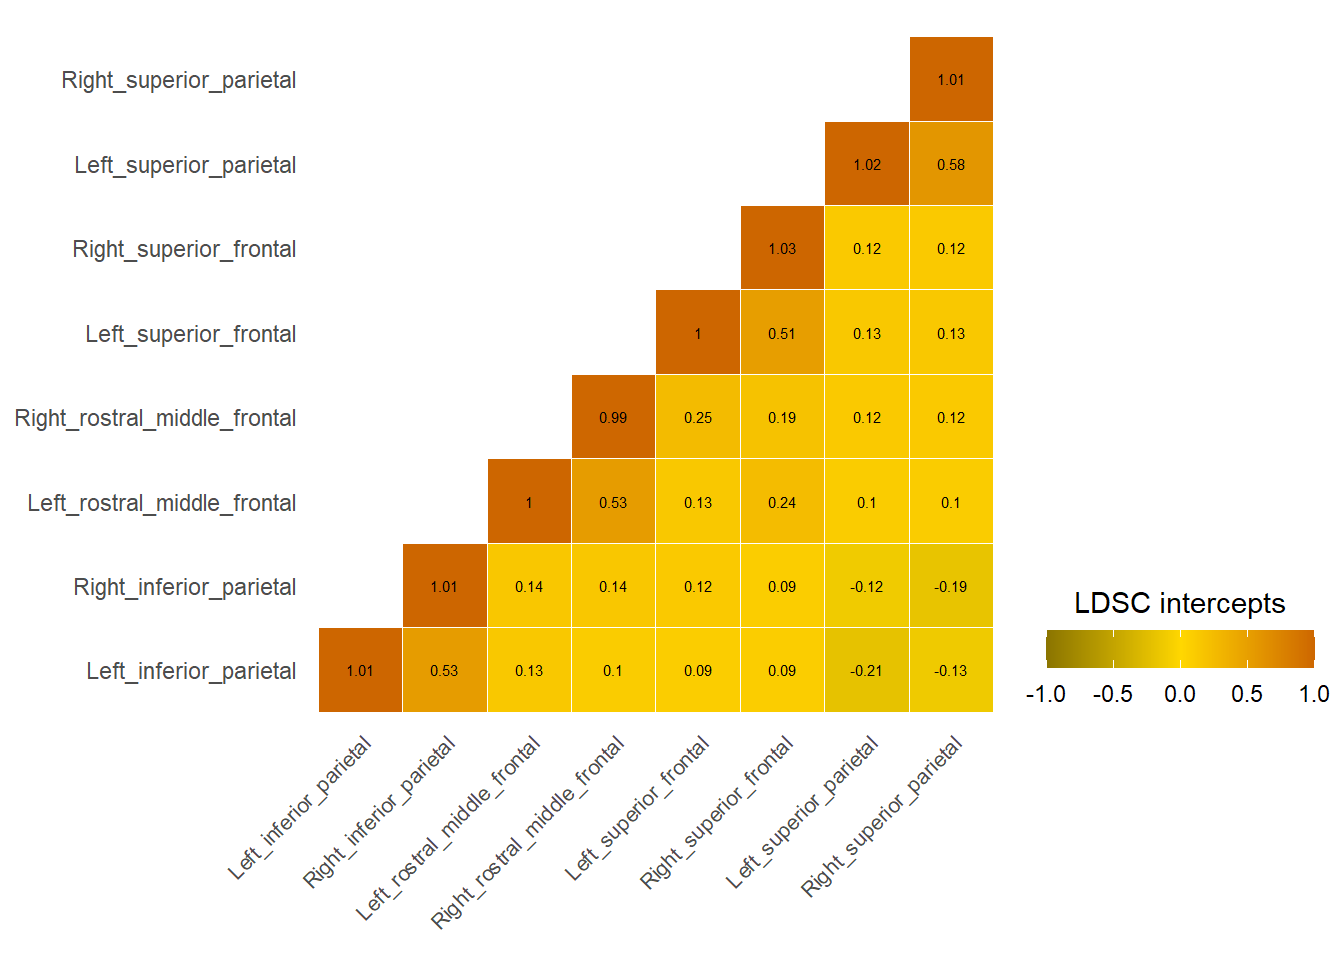 Right_superior_parietal 1.01
Left_superior_parietal 1.02 0.58
Right_superior_frontal 1.03 0.12 0.12
Left_superior_frontal 1 0.51 0.13 0.13
Right_rostral_middle_frontal 0.99 0.25 0.19 0.12 0.12
Left_rostral_middle_frontal 1 0.53 0.13 0.24 0.1 0.1
Right_inferior_parietal 1.01 0.14 0.14 0.12 0.09 -0.12 -0.19
Left_inferior_parietal 1.01 0.53 0.13 0.1 0.09 0.09 -0.21 -0.13
Left_inferior_parietal
Right_inferior_parietal
Left_rostral_middle_frontal
Right_rostral_middle_frontal
Left_superior_frontal
Right_superior_frontal
Left_superior_parietal
Right_superior_parietal
LDSC intercepts
-1.0 -0.5 0.0 0.5 1.0